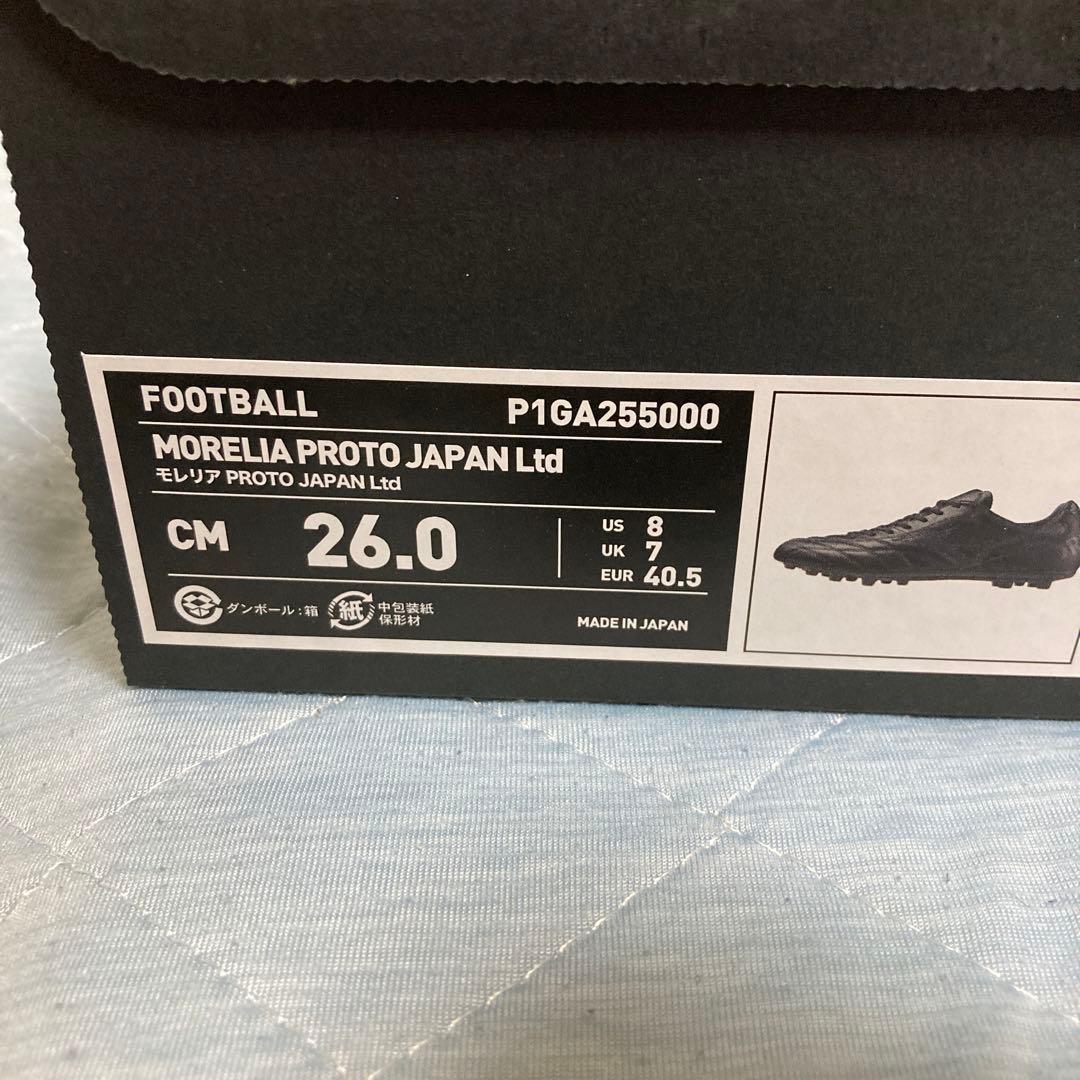 FOOTBALL P1GA255000
MORELIA PROTO JAPAN Ltd
モレリア PROTO JAPAN Ltd
CM 26.0
US 8
UK 7
EUR 40.5
ダンボール:箱
紙
中包装紙
保形材
MADE IN JAPAN